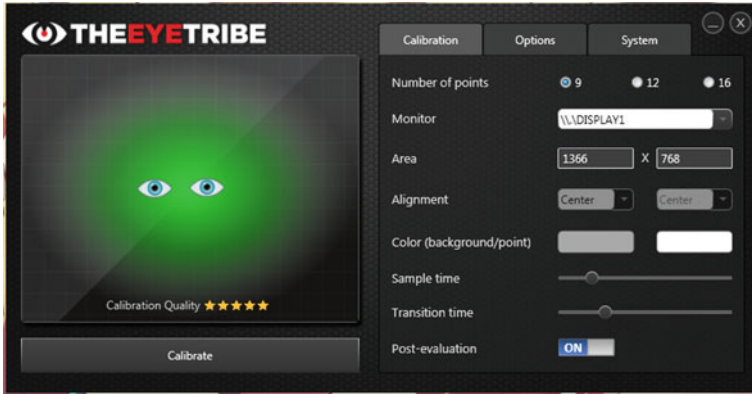 THEEYETRIBE
Calibration Options System
Number of points 9 12 16
Monitor \\.\DISPLAY1
Area 1366 X 768
Alignment Center Center
Color (background/point)
Sample time
Transition time
Post-evaluation ON
Calibration Quality
Calibrate